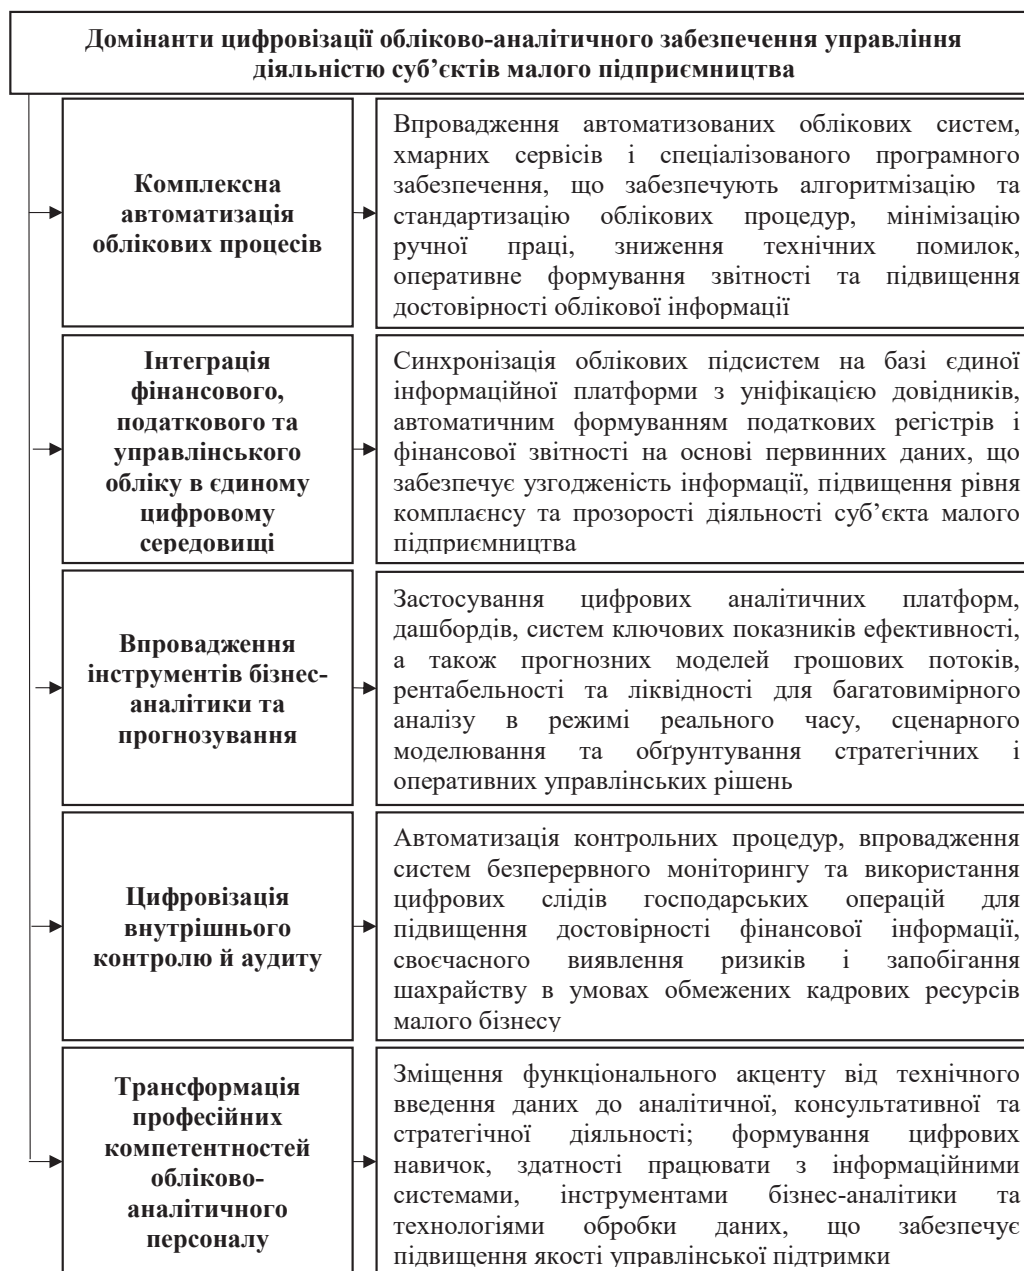 Домінанти цифровізації обліково-аналітичного забезпечення управління
діяльністю суб’єктів малого підприємництва
Комплексна
автоматизація
облікових процесів
Впровадження автоматизованих облікових систем,
хмарних сервісів і спеціалізованого програмного
забезпечення, що забезпечують алгоритмізацію та
стандартизацію облікових процедур, мінімізацію
ручної праці, зниження технічних помилок,
оперативне формування звітності та підвищення
достовірності облікової інформації
Інтеграція
фінансового,
податкового та
управлінського
обліку в єдиному
цифровому
середовищі
Синхронізація облікових підсистем на базі єдиної
інформаційної платформи з уніфікацією довідників,
автоматичним формуванням податкових регістрів і
фінансової звітності на основі первинних даних, що
забезпечує узгодженість інформації, підвищення рівня
комплаєнсу та прозорості діяльності суб’єкта малого
підприємництва
Впровадження
інструментів бізнес-
аналітики та
прогнозування
Застосування цифрових аналітичних платформ,
дашбордів, систем ключових показників ефективності,
а також прогнозних моделей грошових потоків,
рентабельності та ліквідності для багатовимірного
аналізу в режимі реального часу, сценарного
моделювання та обґрунтування стратегічних і
оперативних управлінських рішень
Цифровізація
внутрішнього
контролю й аудиту
Автоматизація контрольних процедур, впровадження
систем безперервного моніторингу та використання
цифрових слідів господарських операцій для
підвищення достовірності фінансової інформації,
своєчасного виявлення ризиків і запобігання
шахрайству в умовах обмежених кадрових ресурсів
малого бізнесу
Трансформація
професійних
компетентностей
обліково-
аналітичного
персоналу
Зміщення функціонального акценту від технічного
введення даних до аналітичної, консультативної та
стратегічної діяльності; формування цифрових
навичок, здатності працювати з інформаційними
системами, інструментами бізнес-аналітики та
технологіями обробки даних, що забезпечує
підвищення якості управлінської підтримки